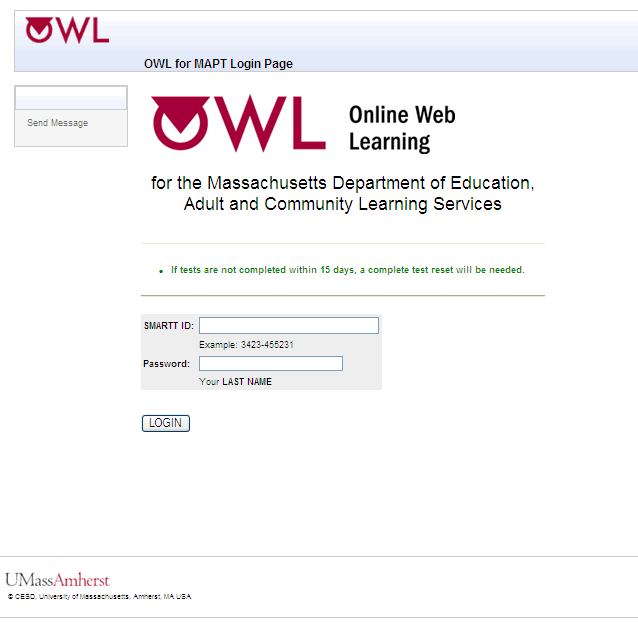 OWL
OWL for MAPT Login Page
Send Message
OWL Online Web
Learning
for the Massachusetts Department of Education,
Adult and Community Learning Services
If tests are not completed within 15 days, a complete test reset will be needed.
SMARTT ID:
Example: 3423-455231
Password:
Your LAST NAME
LOGIN
UMassAmherst
© CESD, University of Massachusetts, Amherst, MA USA